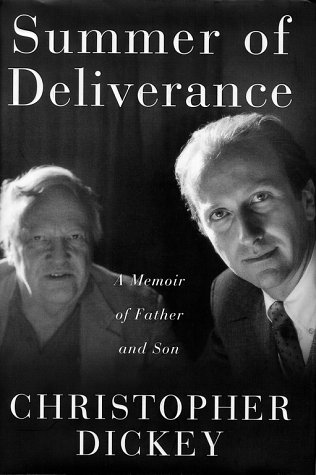 Summer of
Deliverance
A Memoir
of Father
and Son
CHRISTOPHER
DICKEY